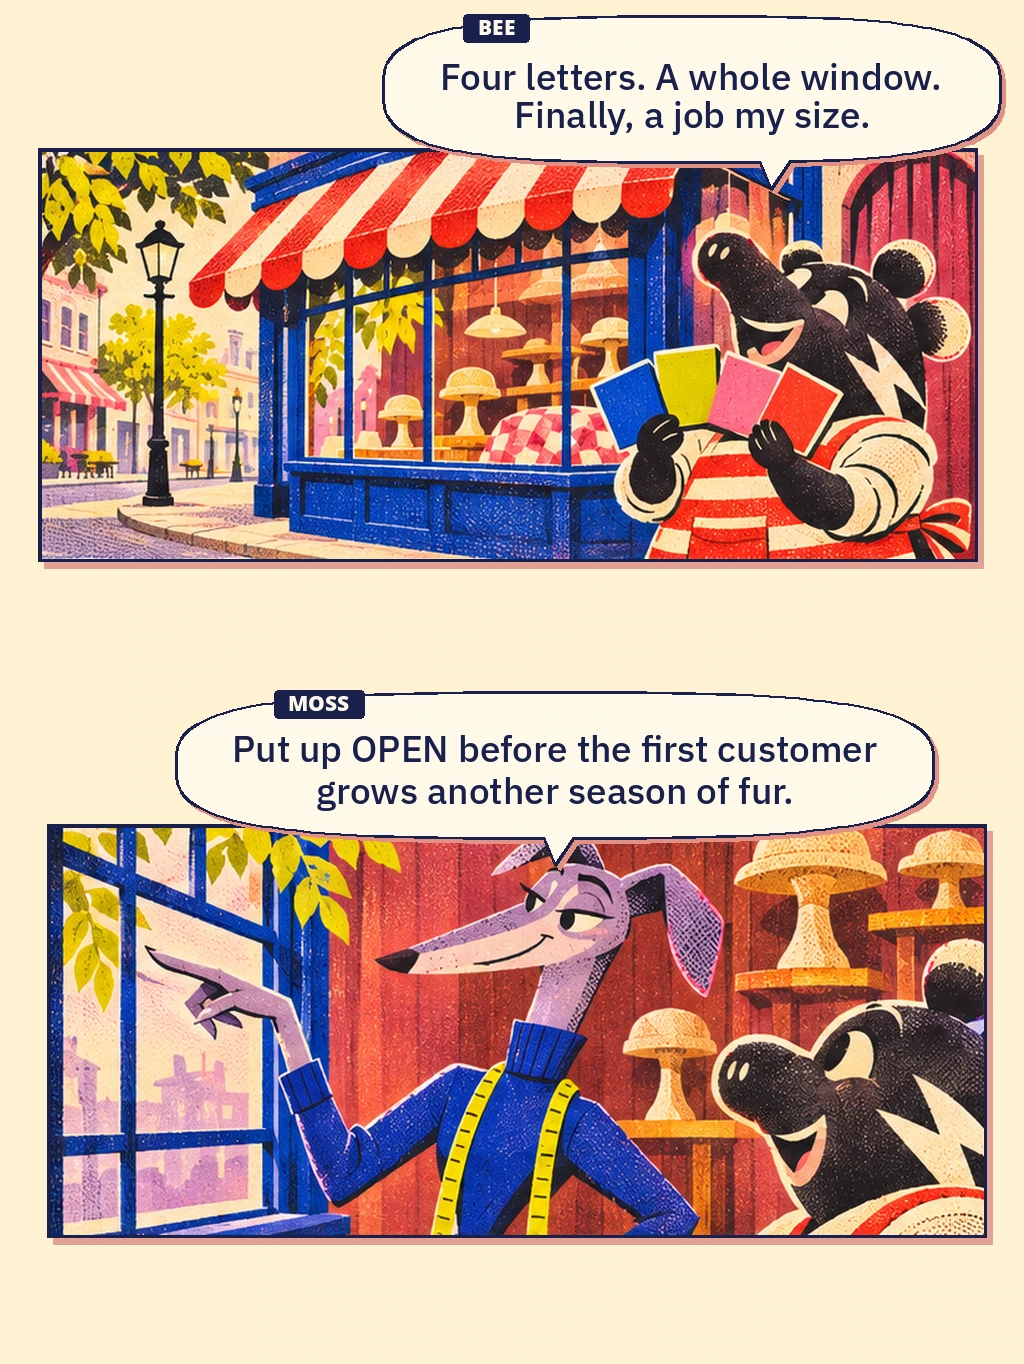 BEE
Four letters. A whole window.
Finally, a job my size.
MOSS
Put up OPEN before the first customer
grows another season of fur.